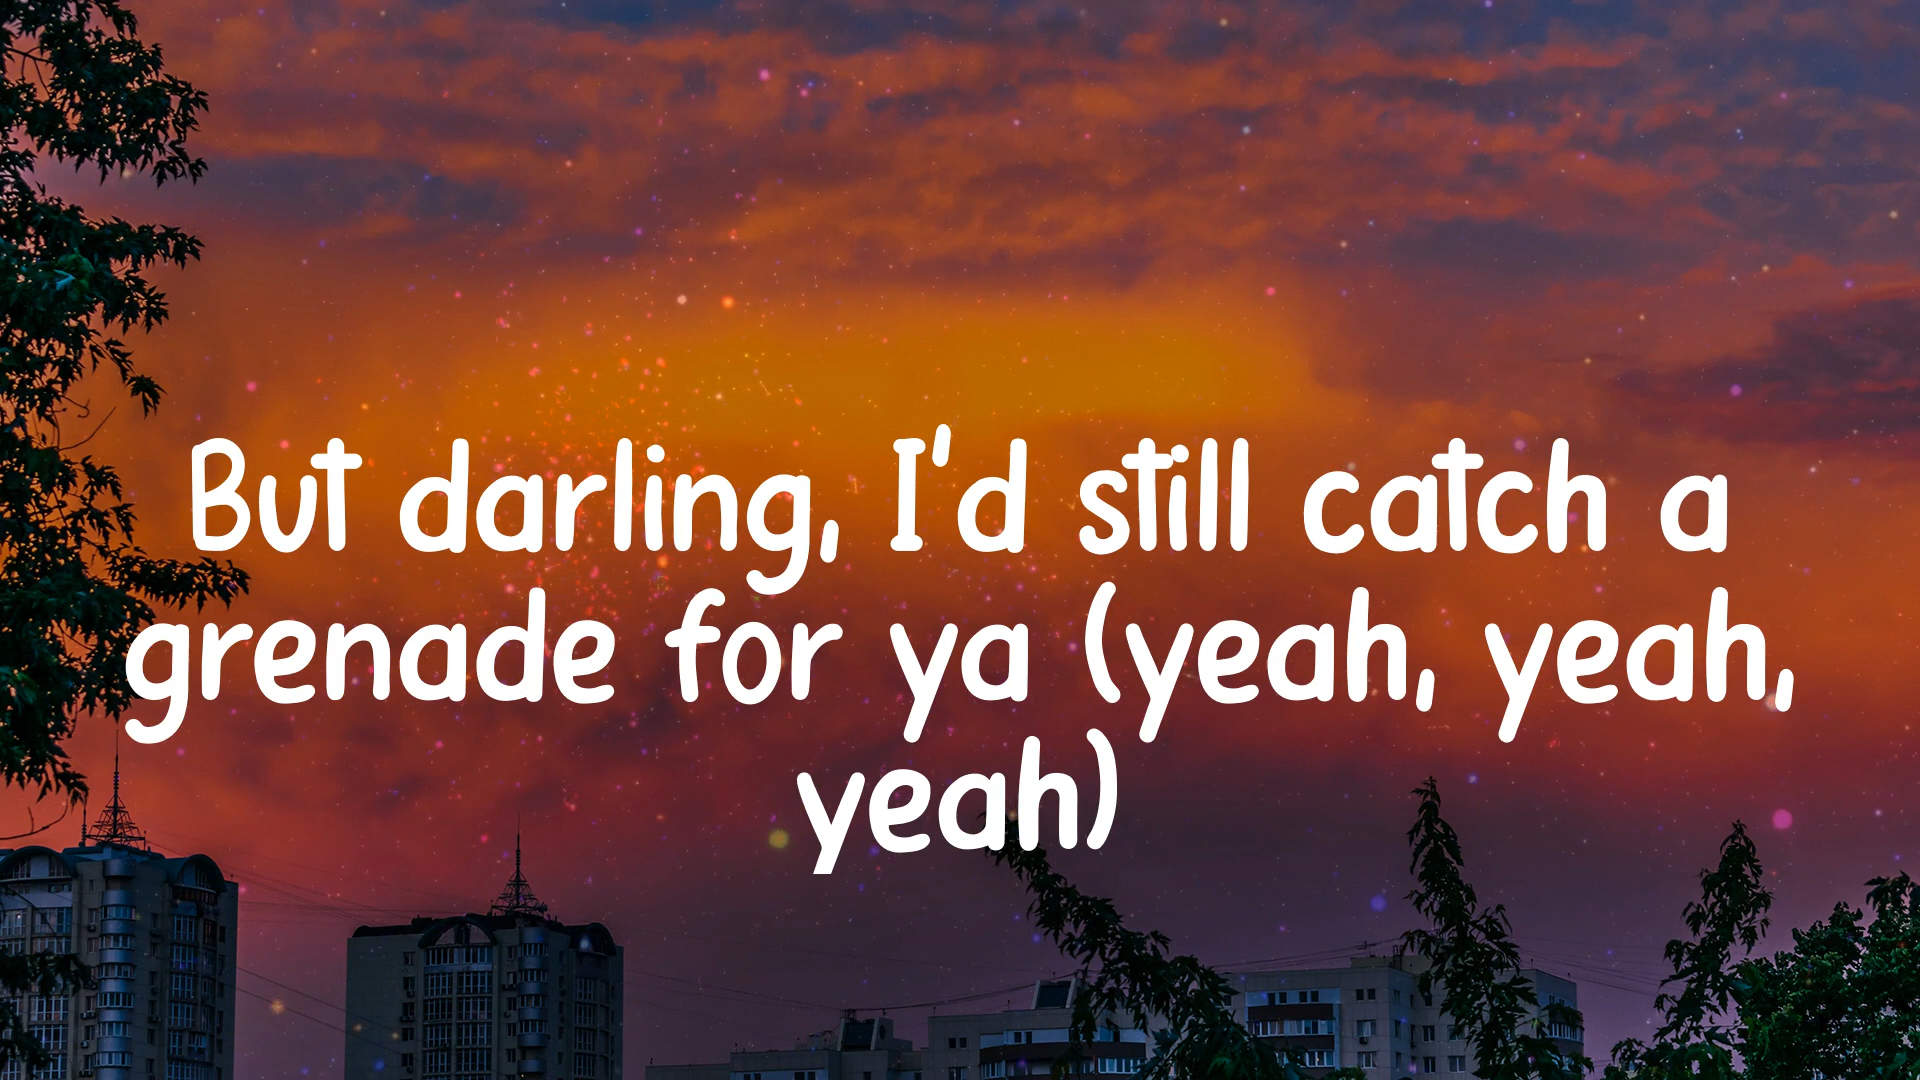 But darling, I'd still catch a
grenade for ya (yeah, yeah,
yeah)